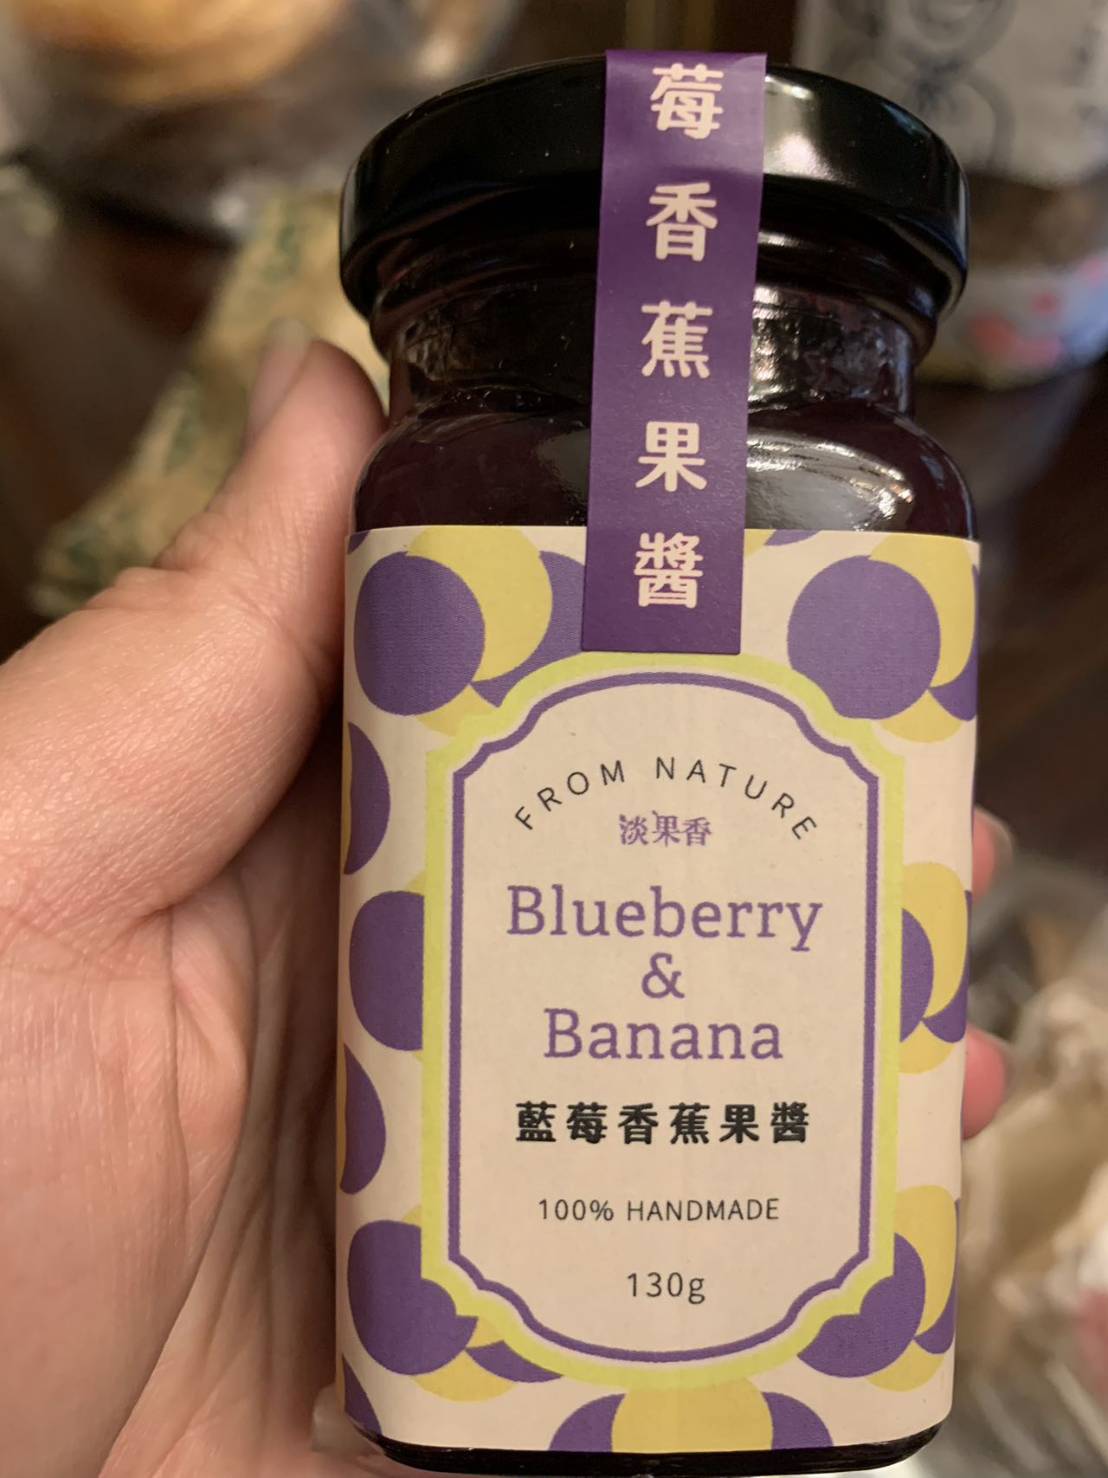 莓香蕉果醬
FROM NATURE
淡果香
Blueberry
&
Banana
藍莓香蕉果醬
100% HANDMADE
130g